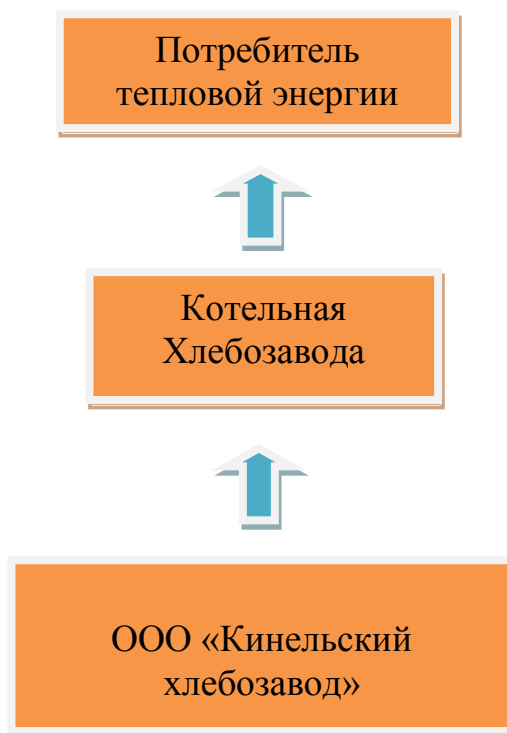 Потребитель
тепловой энергии
Котельная
Хлебозавода
ООО «Кинельский
хлебозавод»